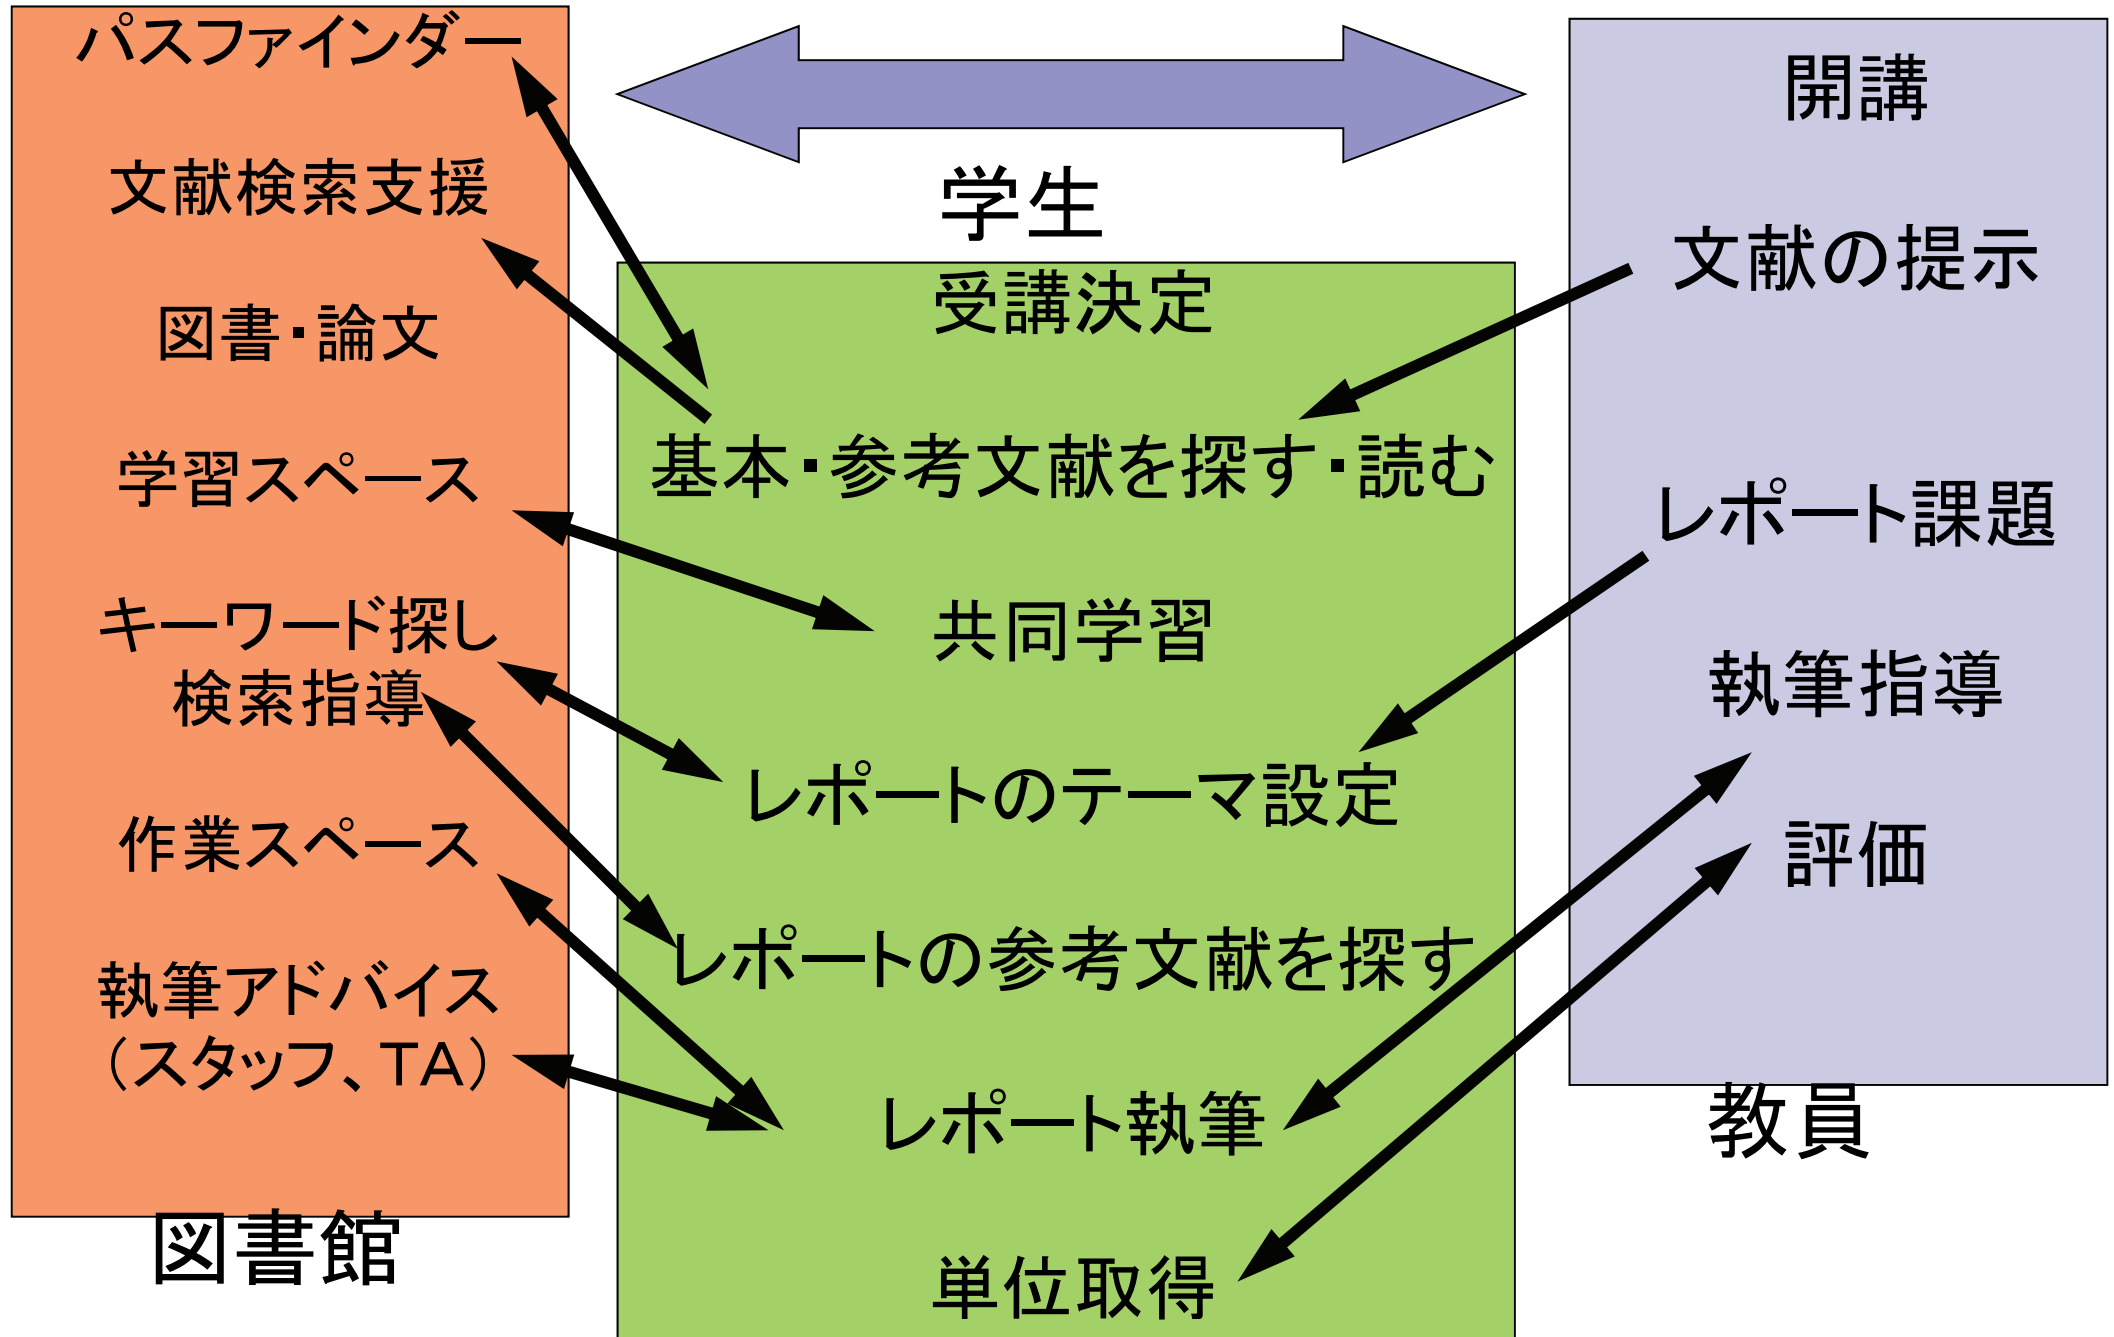 パスファインダー
文献検索支援
図書・論文
学習スペース
キーワード探し
検索指導
作業スペース
執筆アドバイス
（スタッフ、TA）
図書館
学生
受講決定
基本・参考文献を探す・読む
共同学習
レポートのテーマ設定
レポートの参考文献を探す
レポート執筆
単位取得
開講
文献の提示
レポート課題
執筆指導
評価
教員